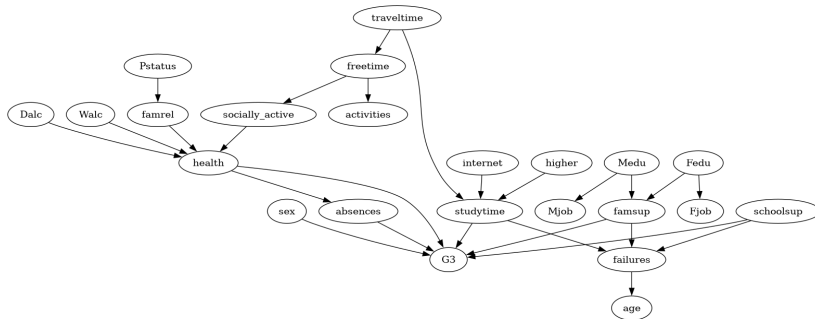 traveltime
Pstatus
freetime
Dalc
Walc
famrel
socially_active
activities
health
internet
higher
Medu
Fedu
sex
absences
studytime
Mjob
famsup
Fjob
schoolsup
G3
failures
age